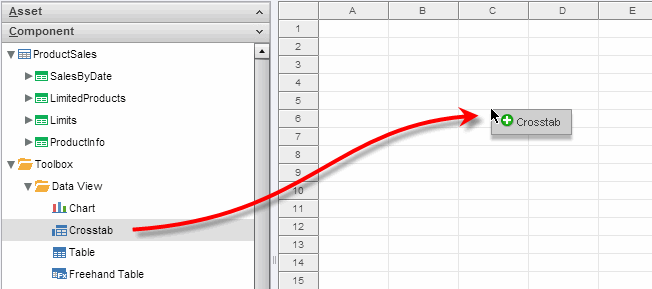 Asset
Component
ProductSales
SalesByDate
LimitedProducts
Limits
ProductInfo
Toolbox
Data View
Chart
Crosstab
Table
Freehand Table
A B C D E
1
2
3
4
5
6
7
8
9
10
11
12
13
14
15
Crosstab